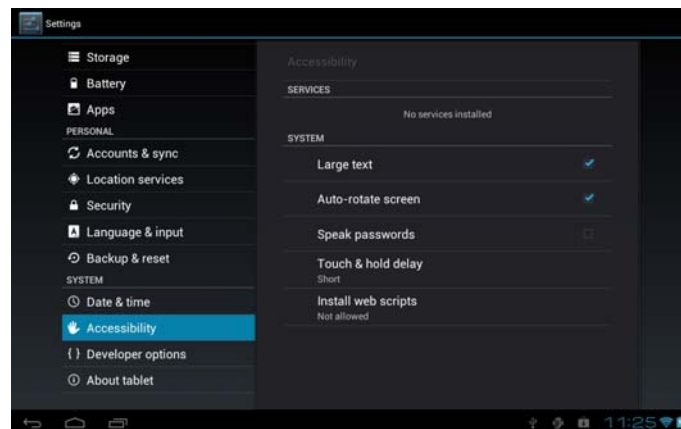 Settings
Storage
Battery
Apps
PERSONAL
Accounts & sync
Location services
Security
Language & input
Backup & reset
SYSTEM
Date & time
Accessibility
{ } Developer options
About tablet
Accessibility
SERVICES
No services installed
SYSTEM
Large text
Auto-rotate screen
Speak passwords
Touch & hold delay
Short
Install web scripts
Not allowed
11:25